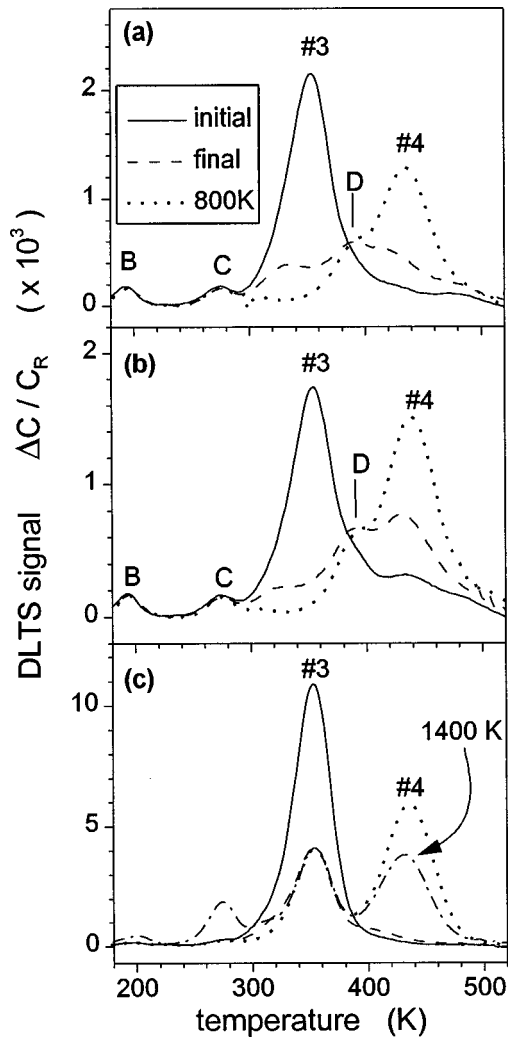 (a)
#3
initial
final
800K
#4
D
B
C
2
1
0
(b)
#3
#4
D
B
C
2
1
0
(c)
#3
1400 K
#4
10
5
0
200
300
400
500
temperature (K)
DLTS signal ΔC / C_R ( x 10³ )